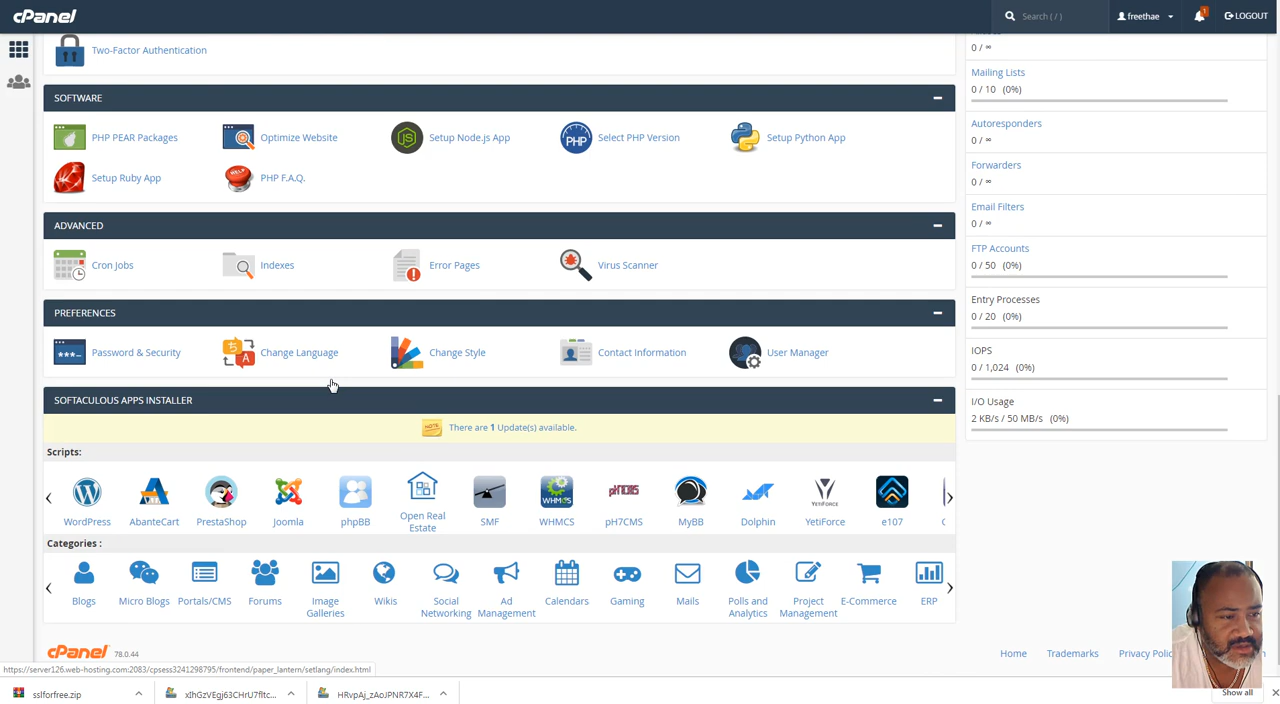 cPanel
Search ( / )
freethae
1
LOGOUT
Two-Factor Authentication
SOFTWARE
PHP PEAR Packages
Optimize Website
Setup Node.js App
Select PHP Version
Setup Python App
Setup Ruby App
PHP F.A.Q.
ADVANCED
Cron Jobs
Indexes
Error Pages
Virus Scanner
PREFERENCES
Password & Security
Change Language
Change Style
Contact Information
User Manager
SOFTACULOUS APPS INSTALLER
There are 1 Update(s) available.
Scripts:
WordPress
AbanteCart
PrestaShop
Joomla
phpBB
Open Real
Estate
SMF
WHMCS
pH7CMS
MyBB
Dolphin
YetiForce
e107
Categories :
Blogs
Micro Blogs
Portals/CMS
Forums
Image
Galleries
Wikis
Social
Networking
Ad
Management
Calendars
Gaming
Mails
Polls and
Analytics
Project
Management
E-Commerce
ERP
0 / ∞
Mailing Lists
0 / 10 (0%)
Autoresponders
0 / ∞
Forwarders
0 / ∞
Email Filters
0 / ∞
FTP Accounts
0 / 50 (0%)
Entry Processes
0 / 20 (0%)
IOPS
0 / 1,024 (0%)
I/O Usage
2 KB/s / 50 MB/s (0%)
cPanel 78.0.44
Home
Trademarks
Privacy Polic
https://server126.web-hosting.com:2083/cpsess3241298795/frontend/paper_lantern/setlang/index.html
sslforfree.zip
xIhGzVEgj63CHrU7fltc...
HRvpAj_zAoJPNR7X4F...
Show all